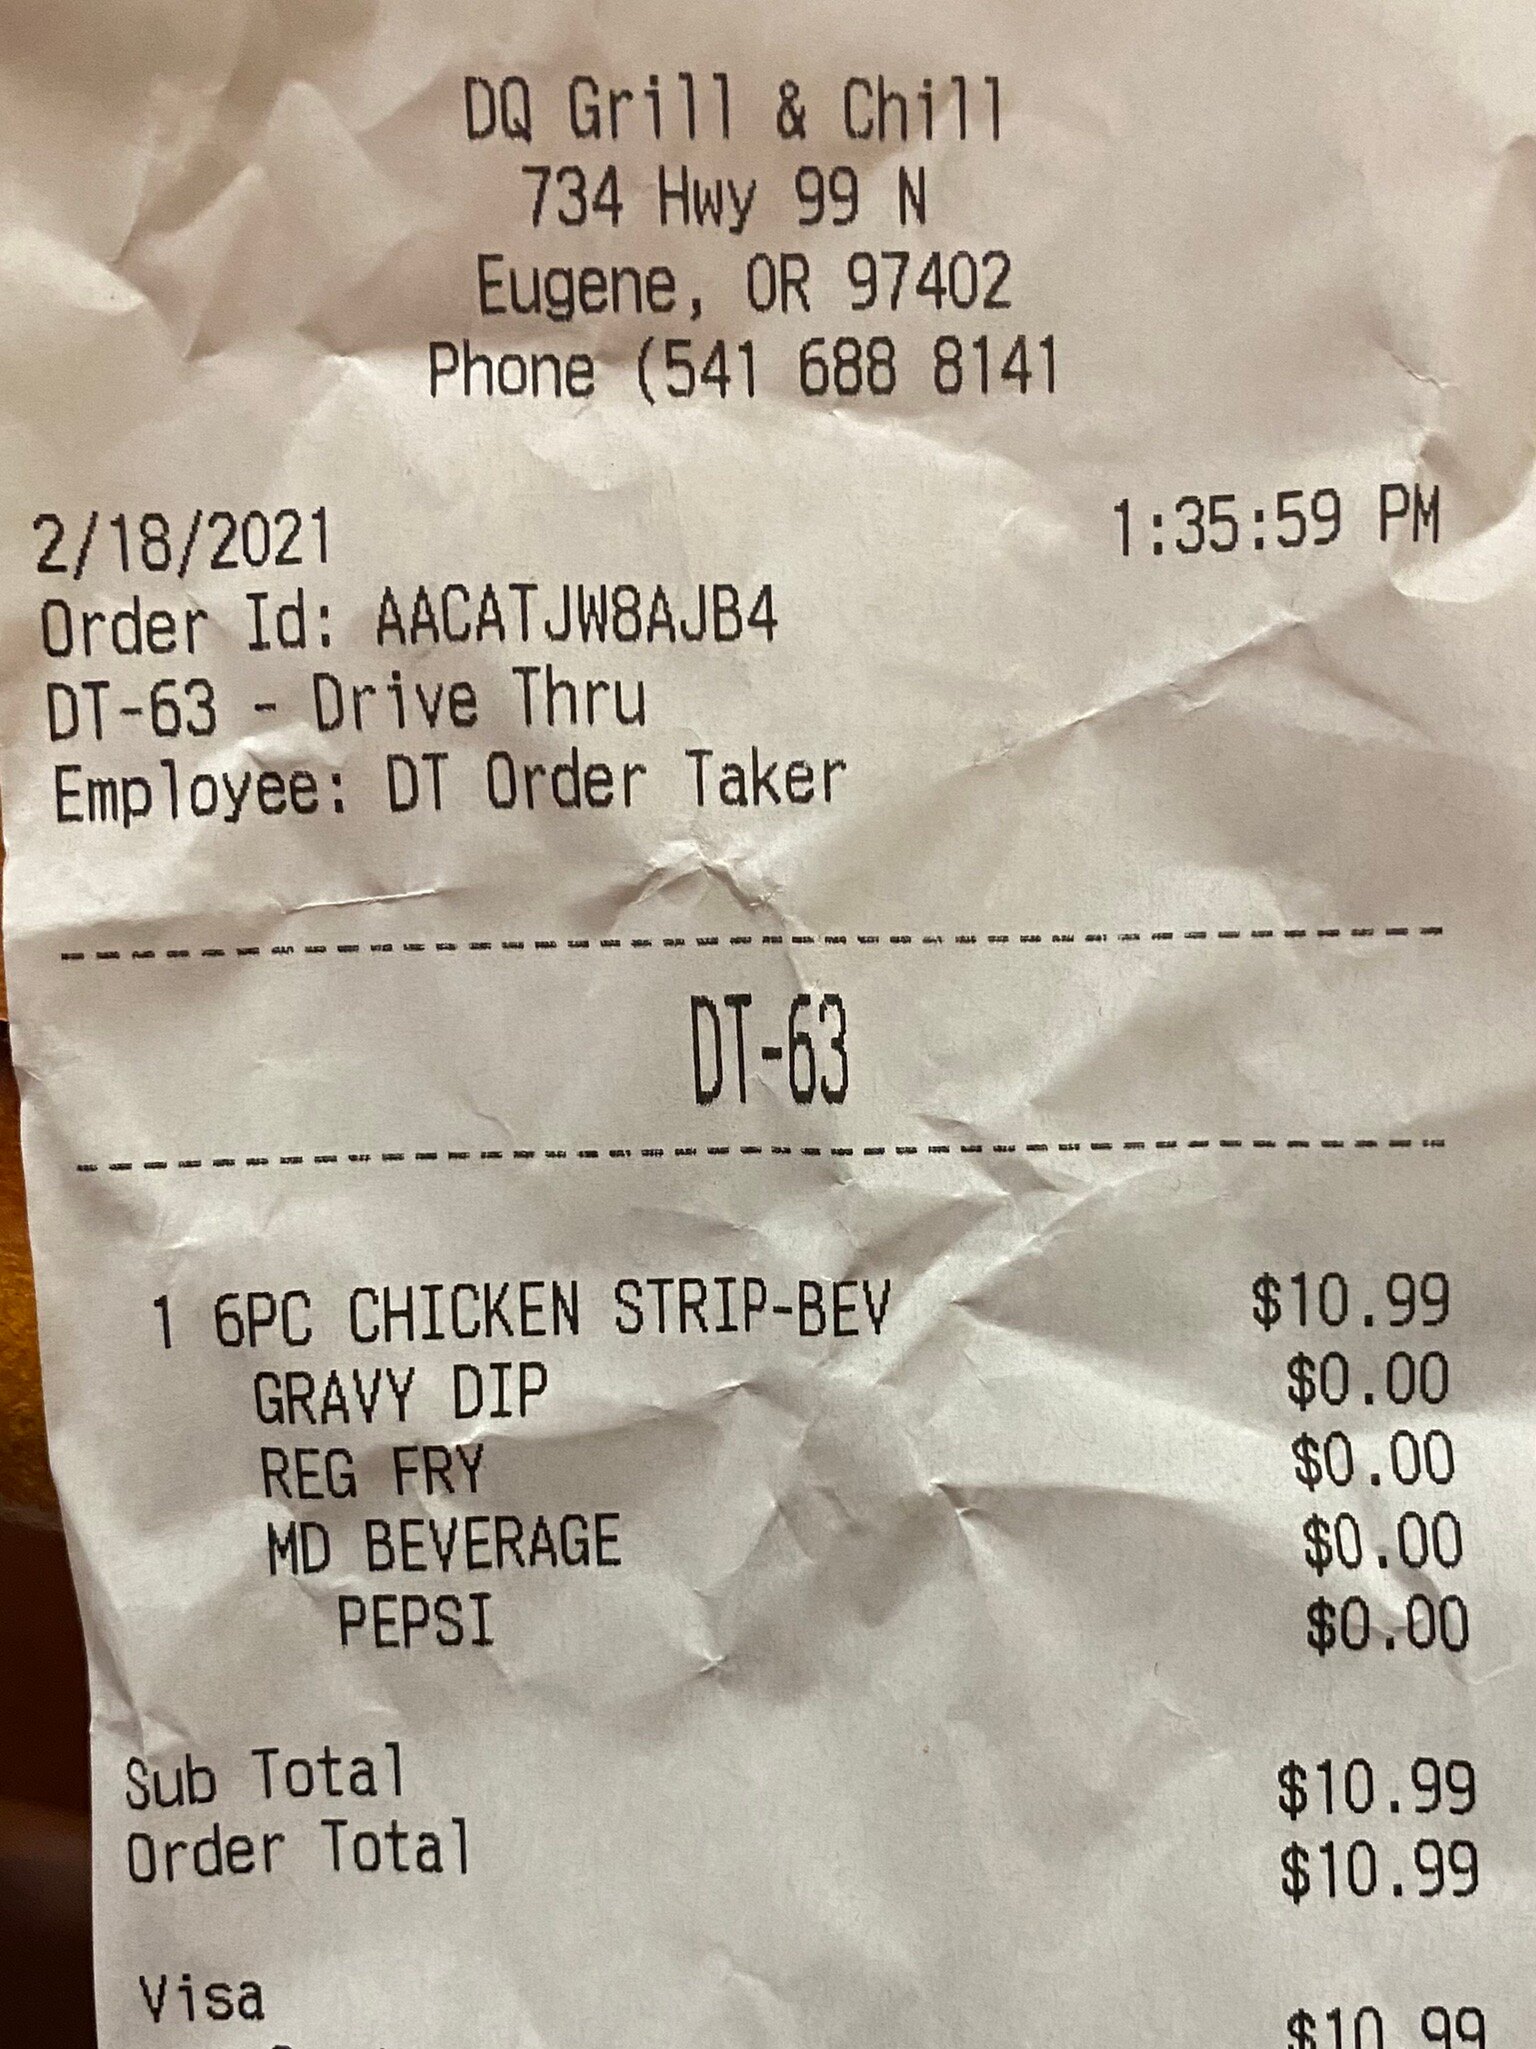 DQ Grill & Chill
734 Hwy 99 N
Eugene, OR 97402
Phone (541 688 8141
2/18/2021 1:35:59 PM
Order Id: AACATJW8AJB4
DT-63 - Drive Thru
Employee: DT Order Taker
DT-63
1 6PC CHICKEN STRIP-BEV $10.99
GRAVY DIP $0.00
REG FRY $0.00
MD BEVERAGE $0.00
PEPSI $0.00
Sub Total $10.99
Order Total $10.99
Visa $10.99